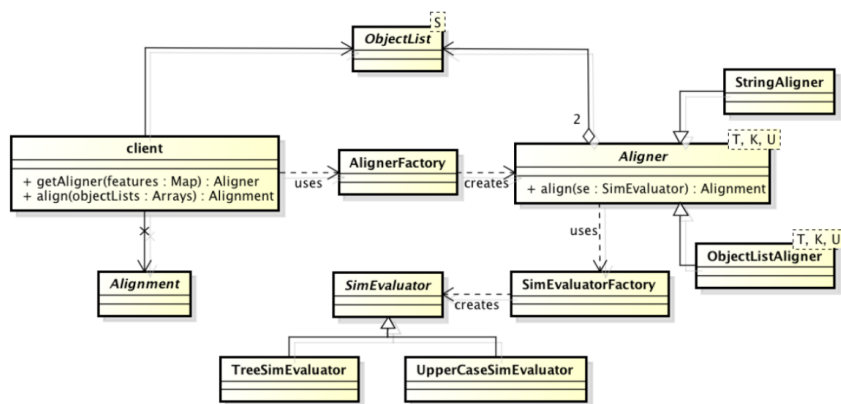 S
ObjectList
StringAligner
2
T, K, U
client
AlignerFactory
Aligner
+ getAligner(features : Map) : Aligner
+ align(objectLists : Arrays) : Alignment
uses
creates
+ align(se : SimEvaluator) : Alignment
uses
T, K, U
ObjectListAligner
Alignment
SimEvaluator
creates
SimEvaluatorFactory
TreeSimEvaluator
UpperCaseSimEvaluator